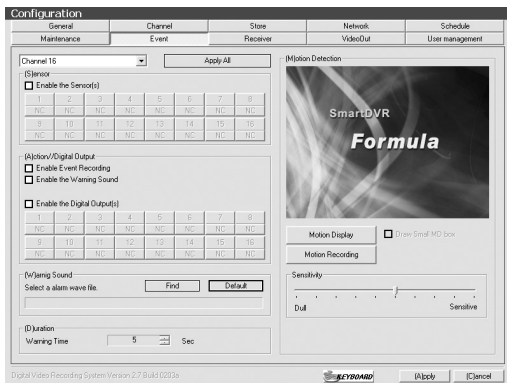 Configuration
General Channel Store Network Schedule
Maintenance Event Receiver VideoOut User management
Channel 16 Apply All
(S)ensor
Enable the Sensor(s)
1 2 3 4 5 6 7 8
NC NC NC NC NC NC NC NC
9 10 11 12 13 14 15 16
NC NC NC NC NC NC NC NC
(A)ction//Digital Output
Enable Event Recording
Enable the Warning Sound
Enable the Digital Output(s)
1 2 3 4 5 6 7 8
NC NC NC NC NC NC NC NC
9 10 11 12 13 14 15 16
NC NC NC NC NC NC NC NC
(W)arnig Sound
Select a alarm wave file. Find Default
(D)uration
Warning Time 5 Sec
(M)otion Detection
SmartDVR
Formula
Motion Display Draw Small MD box
Motion Recording
Sensitivity
Dull Sensitive
Digital Video Recording System Version 2.7 Build 0203a
KEYBOARD (A)pply (C)ancel